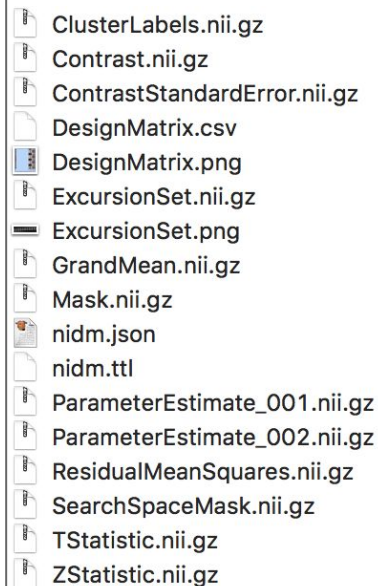 ClusterLabels.nii.gz
Contrast.nii.gz
ContrastStandardError.nii.gz
DesignMatrix.csv
DesignMatrix.png
ExcursionSet.nii.gz
ExcursionSet.png
GrandMean.nii.gz
Mask.nii.gz
nidm.json
nidm.ttl
ParameterEstimate_001.nii.gz
ParameterEstimate_002.nii.gz
ResidualMeanSquares.nii.gz
SearchSpaceMask.nii.gz
TStatistic.nii.gz
ZStatistic.nii.gz